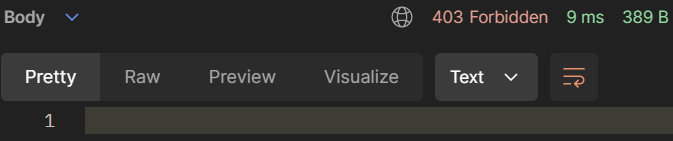 Body 403 Forbidden 9 ms 389 B
Pretty Raw Preview Visualize Text
1